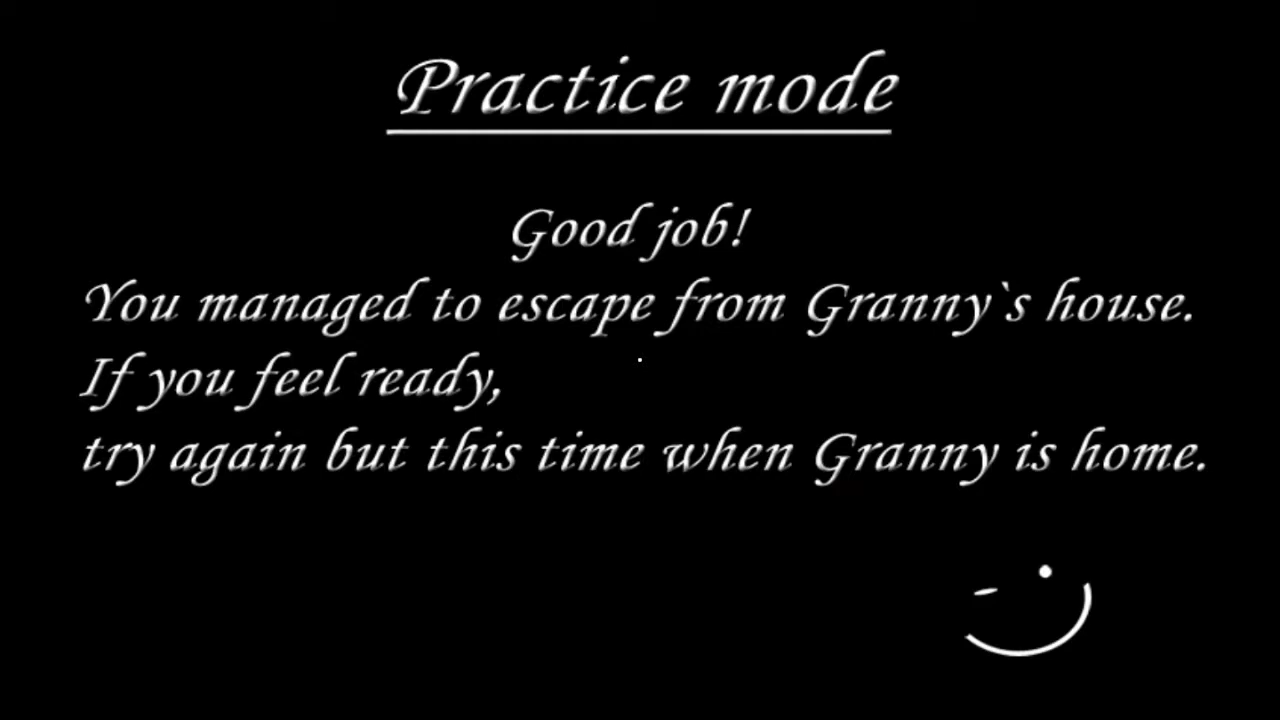 Practice mode
Good job!
You managed to escape from Granny`s house.
If you feel ready,
try again but this time when Granny is home.